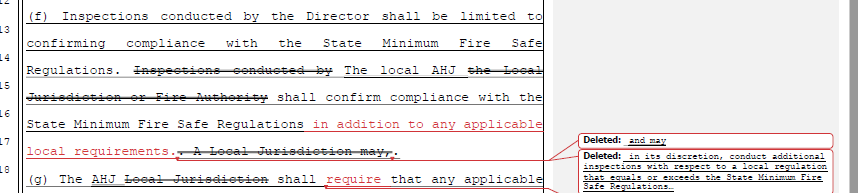 12
(f) Inspections conducted by the Director shall be limited to
13
confirming compliance with the State Minimum Fire Safe
14
Regulations. Inspections conducted by The local AHJ the Local
15
Jurisdiction or Fire Authority shall confirm compliance with the
16
State Minimum Fire Safe Regulations in addition to any applicable
17
local requirements., A Local Jurisdiction may,.
18
(g) The AHJ Local Jurisdiction shall require that any applicable
Deleted: and may
Deleted: in its discretion, conduct additional
inspections with respect to a local regulation
that equals or exceeds the State Minimum Fire
Safe Regulations.